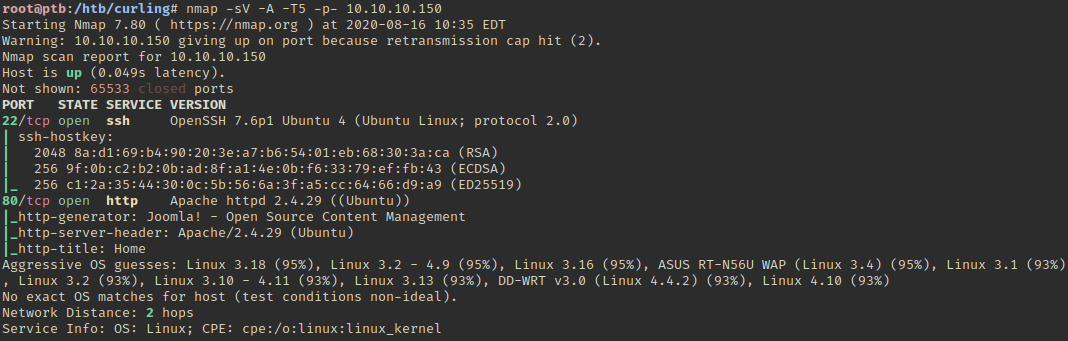 root@ptb:/htb/curling# nmap -sV -A -T5 -p- 10.10.10.150
Starting Nmap 7.80 ( https://nmap.org ) at 2020-08-16 10:35 EDT
Warning: 10.10.10.150 giving up on port because retransmission cap hit (2).
Nmap scan report for 10.10.10.150
Host is up (0.049s latency).
Not shown: 65533 closed ports
PORT   STATE SERVICE VERSION
22/tcp open  ssh     OpenSSH 7.6p1 Ubuntu 4 (Ubuntu Linux; protocol 2.0)
| ssh-hostkey:
|   2048 8a:d1:69:b4:90:20:3e:a7:b6:54:01:eb:68:30:3a:ca (RSA)
|   256 9f:0b:c2:b2:0b:ad:8f:a1:4e:0b:f6:33:79:ef:fb:43 (ECDSA)
|_  256 c1:2a:35:44:30:0c:5b:56:6a:3f:a5:cc:64:66:d9:a9 (ED25519)
80/tcp open  http    Apache httpd 2.4.29 ((Ubuntu))
|_http-generator: Joomla! - Open Source Content Management
|_http-server-header: Apache/2.4.29 (Ubuntu)
|_http-title: Home
Aggressive OS guesses: Linux 3.18 (95%), Linux 3.2 - 4.9 (95%), Linux 3.16 (95%), ASUS RT-N56U WAP (Linux 3.4) (95%), Linux 3.1 (93%)
, Linux 3.2 (93%), Linux 3.10 - 4.11 (93%), Linux 3.13 (93%), DD-WRT v3.0 (Linux 4.4.2) (93%), Linux 4.10 (93%)
No exact OS matches for host (test conditions non-ideal).
Network Distance: 2 hops
Service Info: OS: Linux; CPE: cpe:/o:linux:linux_kernel